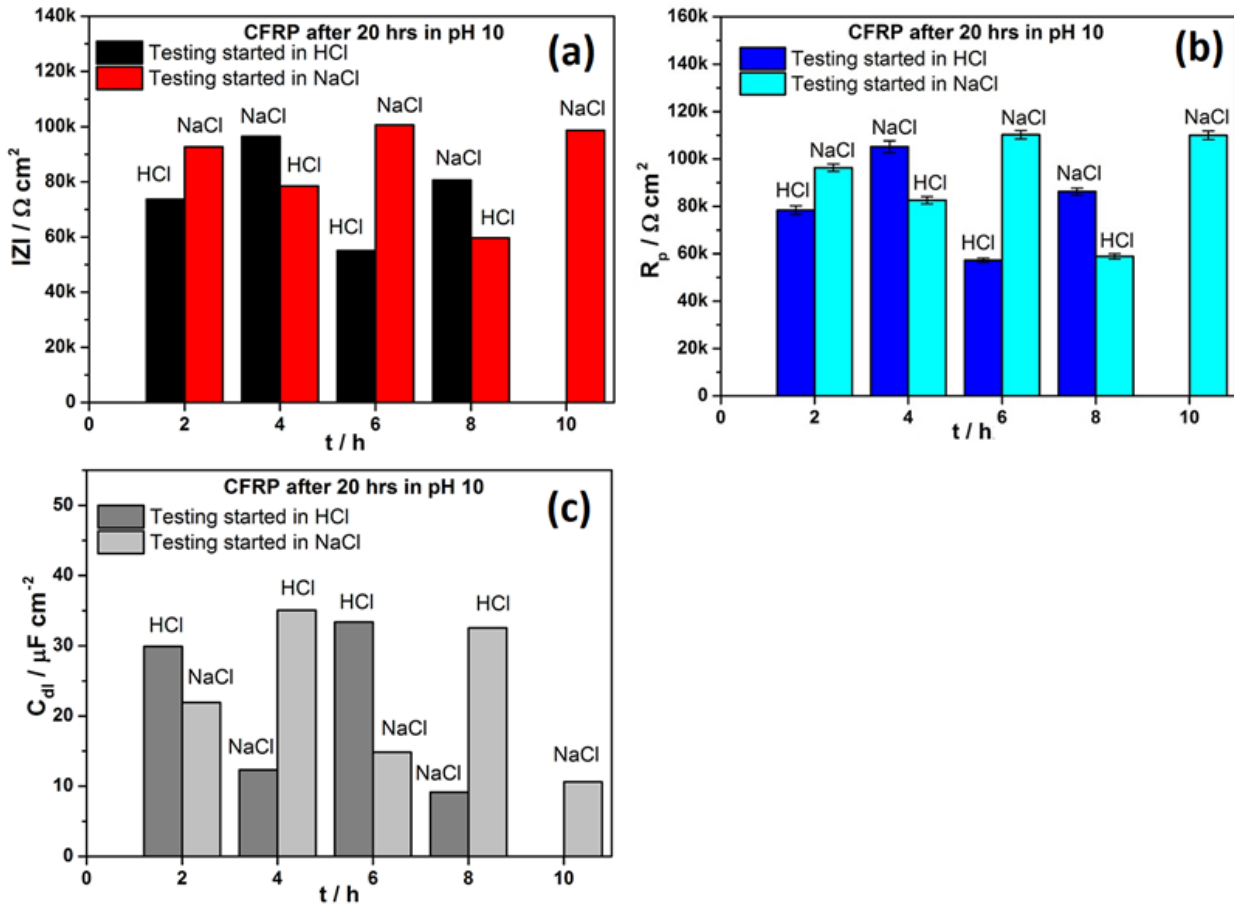 CFRP after 20 hrs in pH 10
(a)
Testing started in HCl
Testing started in NaCl
IZI / Ω cm²
140k
120k
100k
80k
60k
40k
20k
0
HCl
NaCl
NaCl
HCl
HCl
NaCl
NaCl
HCl
NaCl
0 2 4 6 8 10
t / h
CFRP after 20 hrs in pH 10
(b)
Testing started in HCl
Testing started in NaCl
Rp / Ω cm²
160k
140k
120k
100k
80k
60k
40k
20k
0
HCl
NaCl
NaCl
HCl
HCl
NaCl
NaCl
HCl
NaCl
0 2 4 6 8 10
t / h
CFRP after 20 hrs in pH 10
(c)
Testing started in HCl
Testing started in NaCl
Cdl / µF cm⁻²
50
40
30
20
10
0
HCl
NaCl
NaCl
HCl
HCl
NaCl
NaCl
HCl
NaCl
0 2 4 6 8 10
t / h